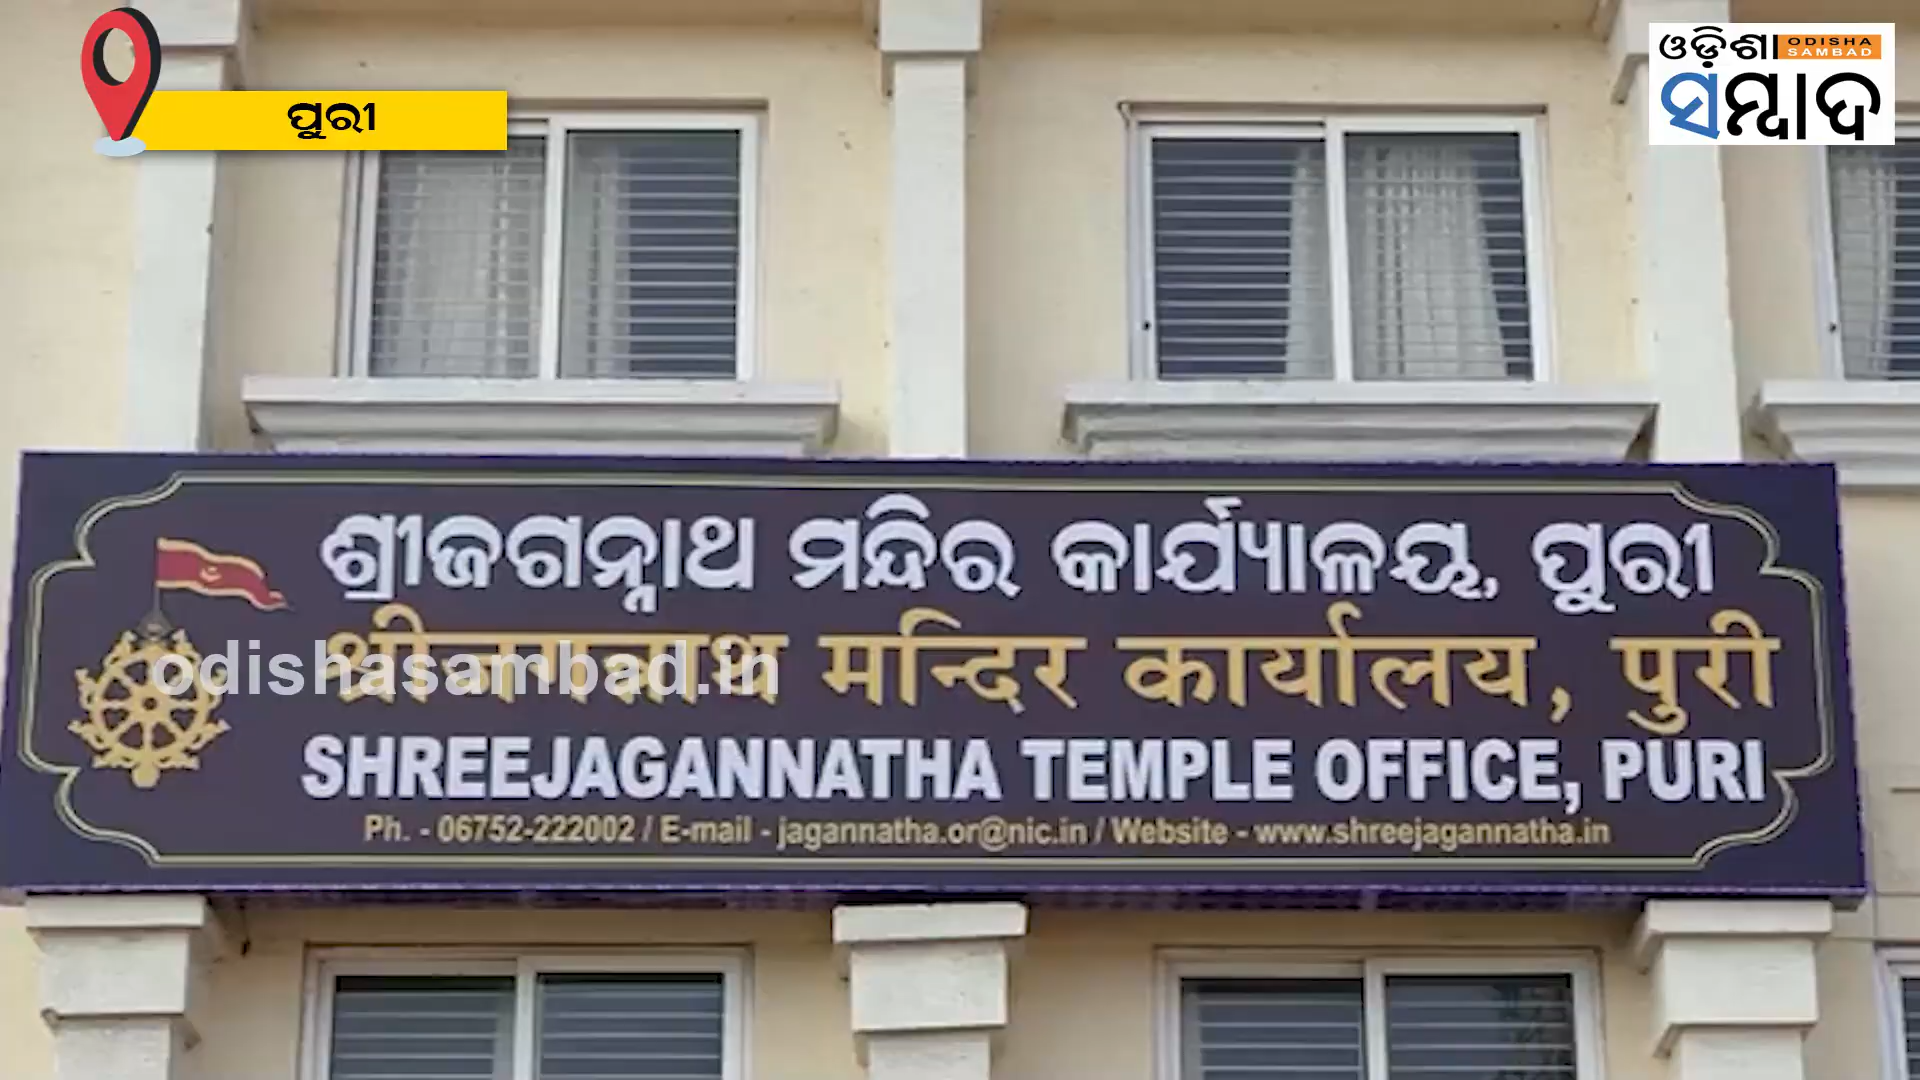 ପୁରୀ
ଓଡ଼ିଶା ODISHA SAMBAD
ସମ୍ବାଦ
ଶ୍ରୀଜଗନ୍ନାଥ ମନ୍ଦିର କାର୍ଯ୍ୟାଳୟ, ପୁରୀ
श्रीजगन्नाथ मन्दिर कार्यालय, पुरी
odishasambad.in
SHREEJAGANNATHA TEMPLE OFFICE, PURI
Ph. - 06752-222002 / E-mail - jagannatha.or@nic.in / Website - www.shreejagannatha.in